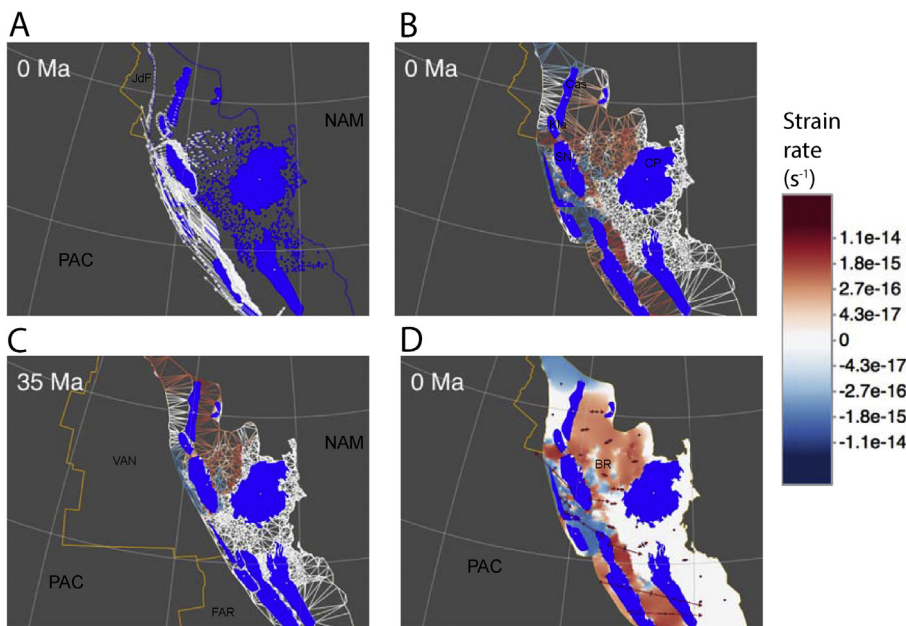 A
0 Ma
JdF
NAM
PAC
B
0 Ma
Cas
Kla
SN
CP
Strain
rate
(s-1)
1.1e-14
1.8e-15
2.7e-16
4.3e-17
0
-4.3e-17
-2.7e-16
-1.8e-15
-1.1e-14
C
35 Ma
VAN
NAM
PAC
FAR
D
0 Ma
BR
PAC